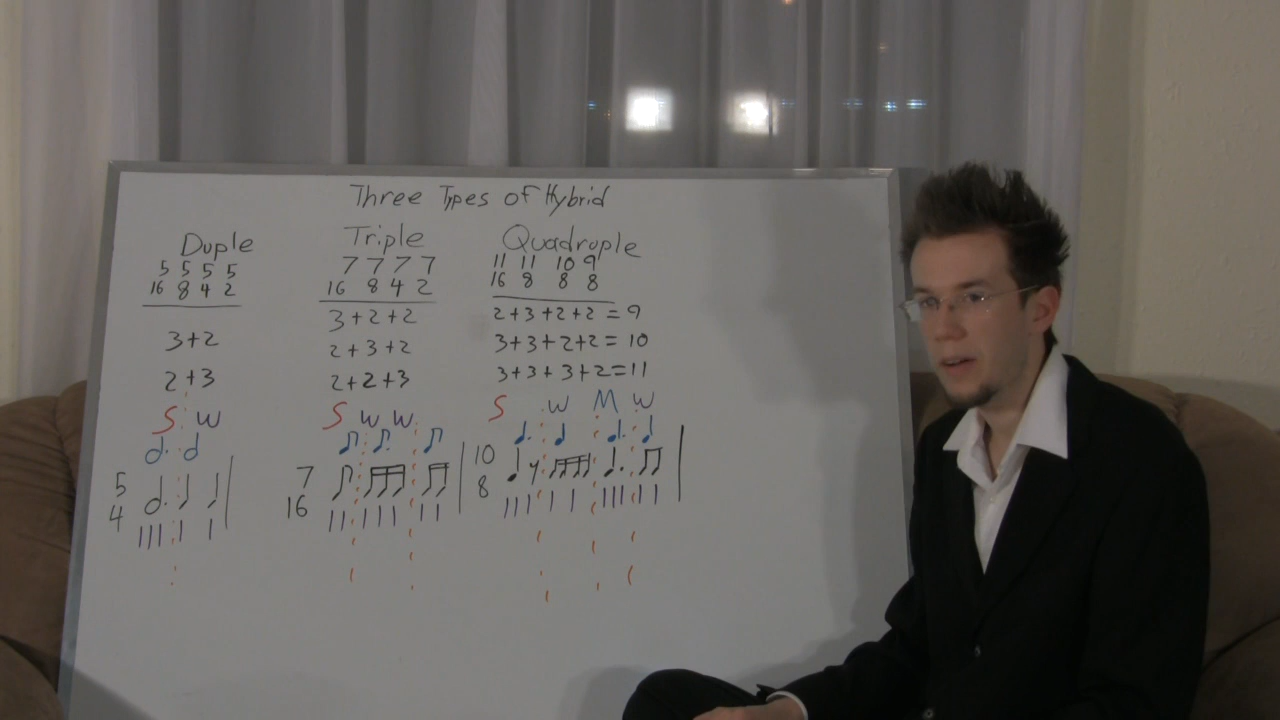 Three Types of Hybrid
Duple Triple Quadruple
5 5 5 5 7 7 7 7 11 11 10 9
16 8 4 2 16 8 4 2 16 8 8 8
3+2 3+2+2 2+3+2+2=9
2+3 2+3+2 3+3+2+2=10
2+2+3 3+3+3+2=11
S W S W W S W M W
5 7 10
4 16 8